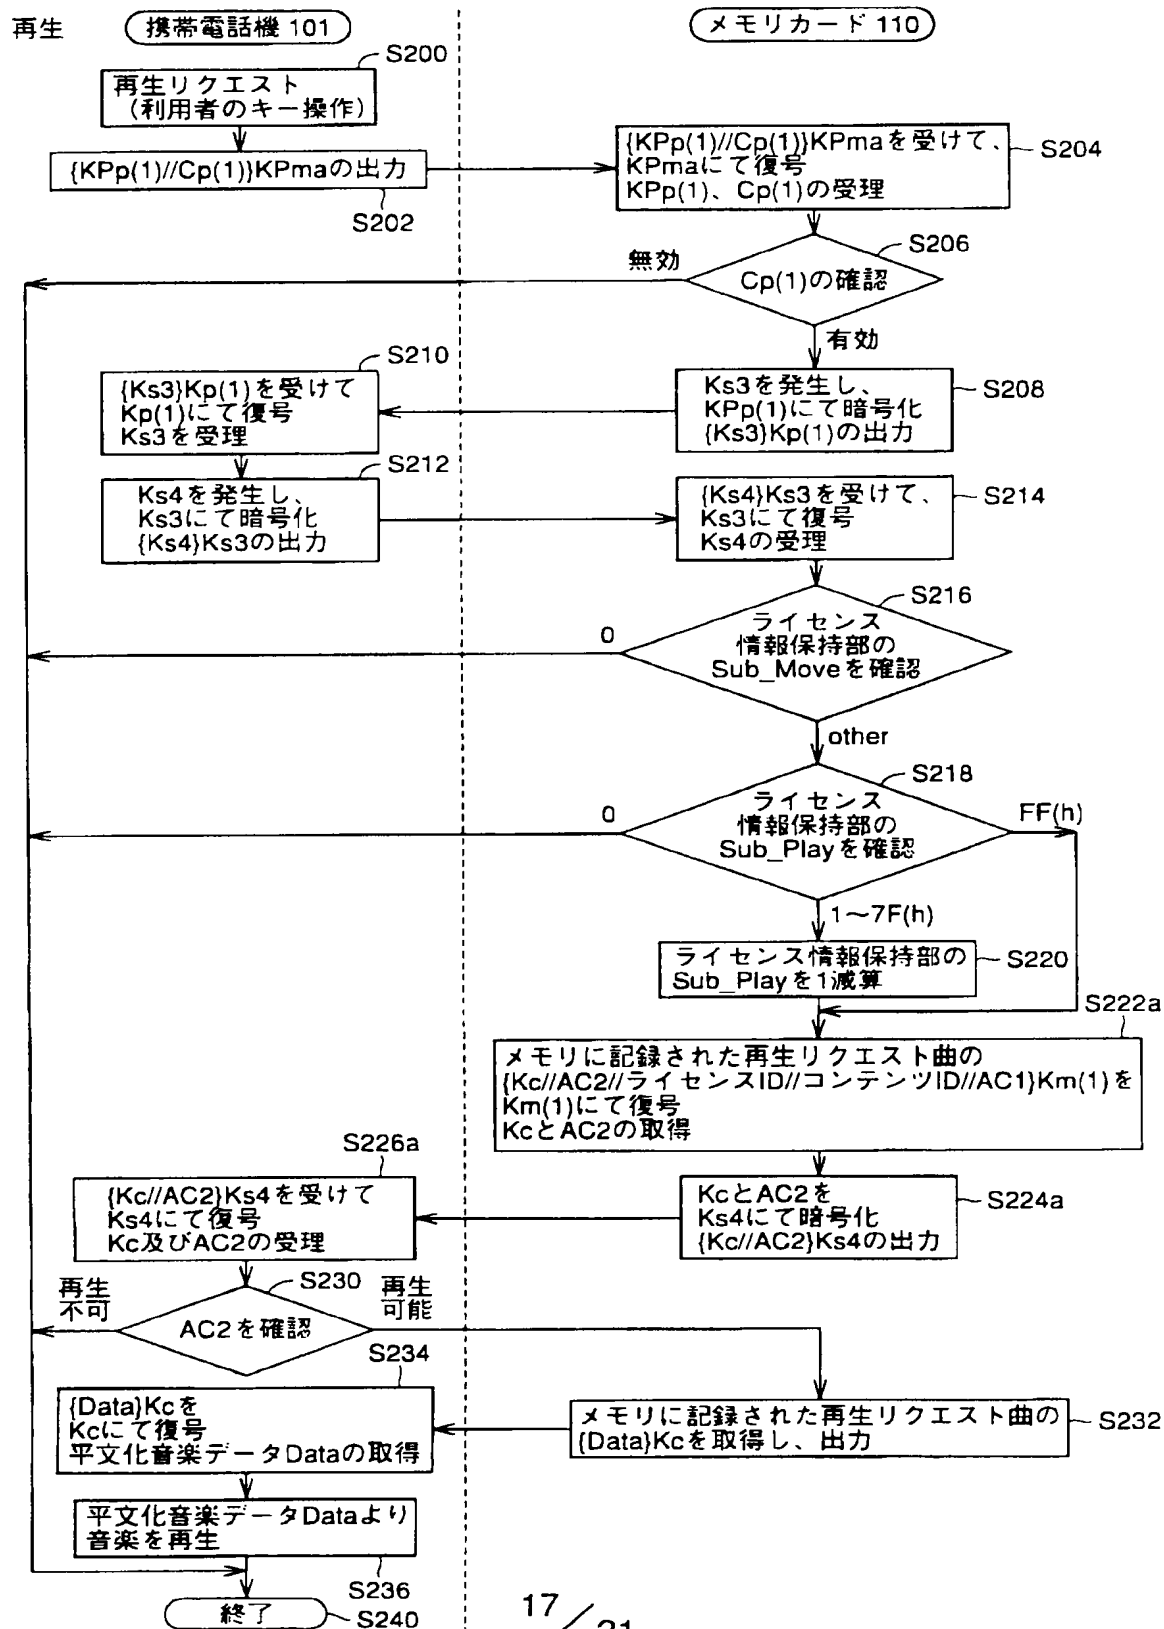 再生
携帯電話機 101
メモリカード 110
S200
再生リクエスト
(利用者のキー操作)
{KPp(1)//Cp(1)}KPmaの出力
S202
{KPp(1)//Cp(1)}KPmaを受けて、
KPmaにて復号
KPp(1)、Cp(1)の受理
S204
S206
無効
Cp(1)の確認
有効
S210
{Ks3}Kp(1)を受けて
Kp(1)にて復号
Ks3を受理
Ks3を発生し、
KPp(1)にて暗号化
{Ks3}Kp(1)の出力
S208
S212
Ks4を発生し、
Ks3にて暗号化
{Ks4}Ks3の出力
{Ks4}Ks3を受けて、
Ks3にて復号
Ks4の受理
S214
S216
0
ライセンス
情報保持部の
Sub_Moveを確認
other
S218
0
ライセンス
情報保持部の
Sub_Playを確認
FF(h)
1～7F(h)
ライセンス情報保持部の
Sub_Playを1減算
S220
S222a
メモリに記録された再生リクエスト曲の
{Kc//AC2//ライセンスID//コンテンツID//AC1}Km(1)を
Km(1)にて復号
KcとAC2の取得
S226a
{Kc//AC2}Ks4を受けて
Ks4にて復号
Kc及びAC2の受理
KcとAC2を
Ks4にて暗号化
{Kc//AC2}Ks4の出力
S224a
S230
再生
不可
再生
可能
AC2を確認
S234
{Data}Kcを
Kcにて復号
平文化音楽データDataの取得
メモリに記録された再生リクエスト曲の
{Data}Kcを取得し、出力
S232
平文化音楽データDataより
音楽を再生
S236
終了
S240
17/21